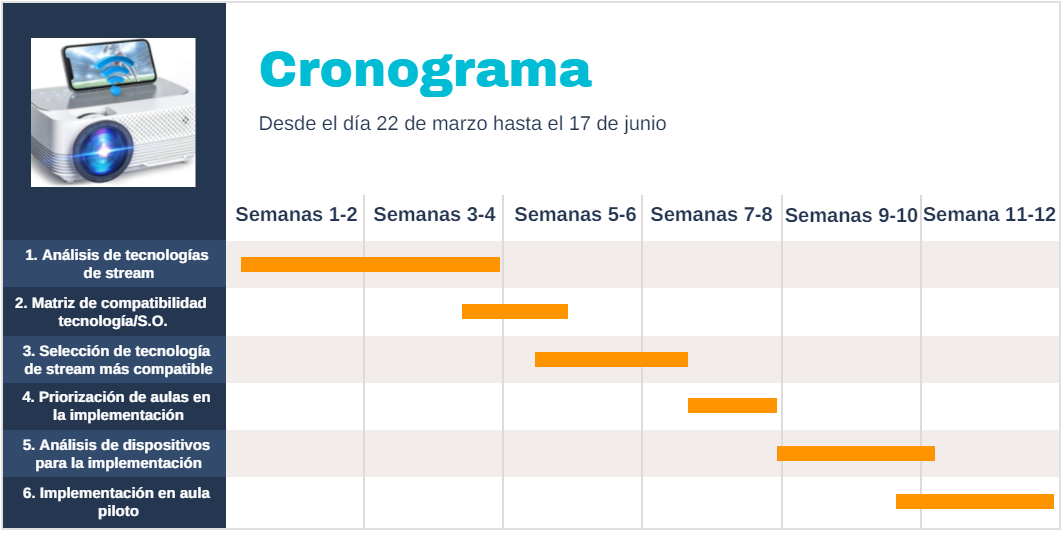 Cronograma
Desde el día 22 de marzo hasta el 17 de junio
Semanas 1-2
Semanas 3-4
Semanas 5-6
Semanas 7-8
Semanas 9-10
Semana 11-12
1. Análisis de tecnologías
de stream
2. Matriz de compatibilidad
tecnología/S.O.
3. Selección de tecnología
de stream más compatible
4. Priorización de aulas en
la implementación
5. Análisis de dispositivos
para la implementación
6. Implementación en aula
piloto